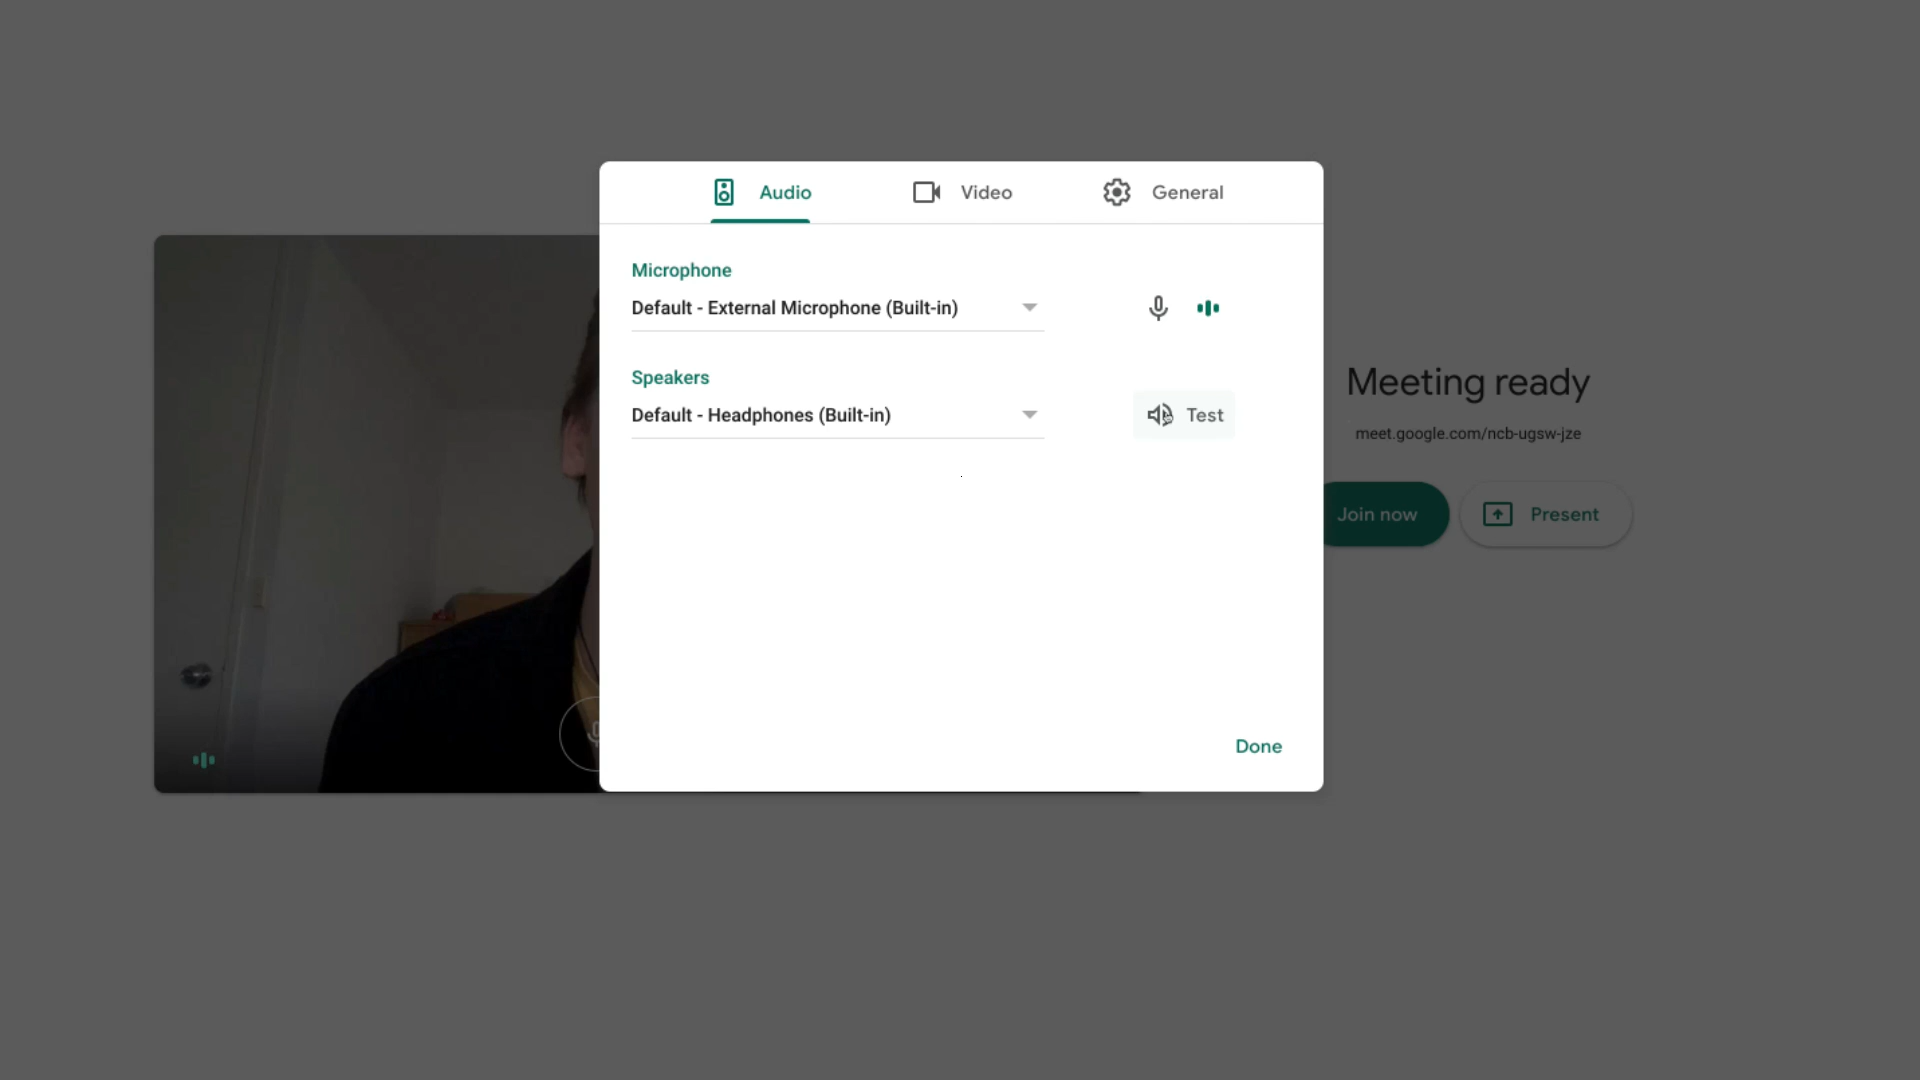 Audio
Video
General
Microphone
Default - External Microphone (Built-in)
Speakers
Default - Headphones (Built-in)
Test
Done
Meeting ready
meet.google.com/ncb-ugsw-jze
Join now
Present